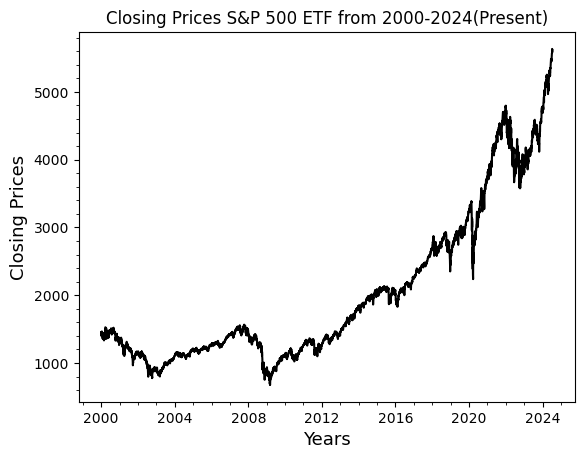 Closing Prices S&P 500 ETF from 2000-2024(Present)
Closing Prices
5000
4000
3000
2000
1000
2000 2004 2008 2012 2016 2020 2024
Years